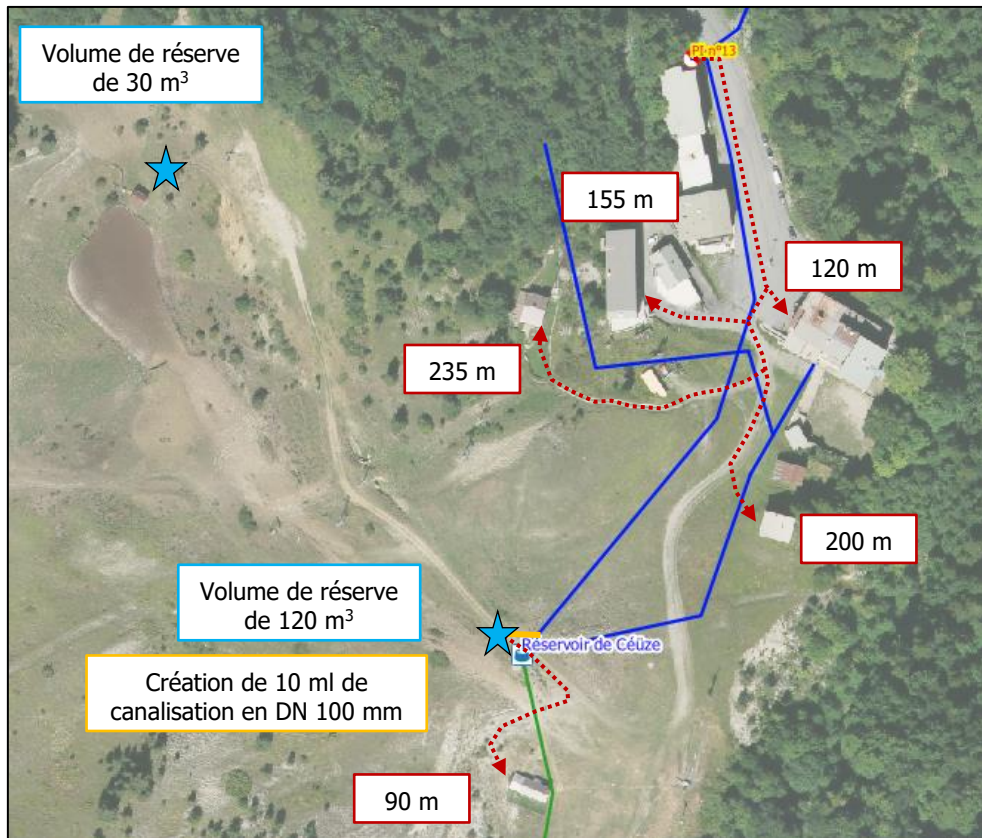 Volume de réserve
de 30 m³
PI n°13
155 m
120 m
235 m
200 m
Volume de réserve
de 120 m³
Réservoir de Céüze
Création de 10 ml de
canalisation en DN 100 mm
90 m